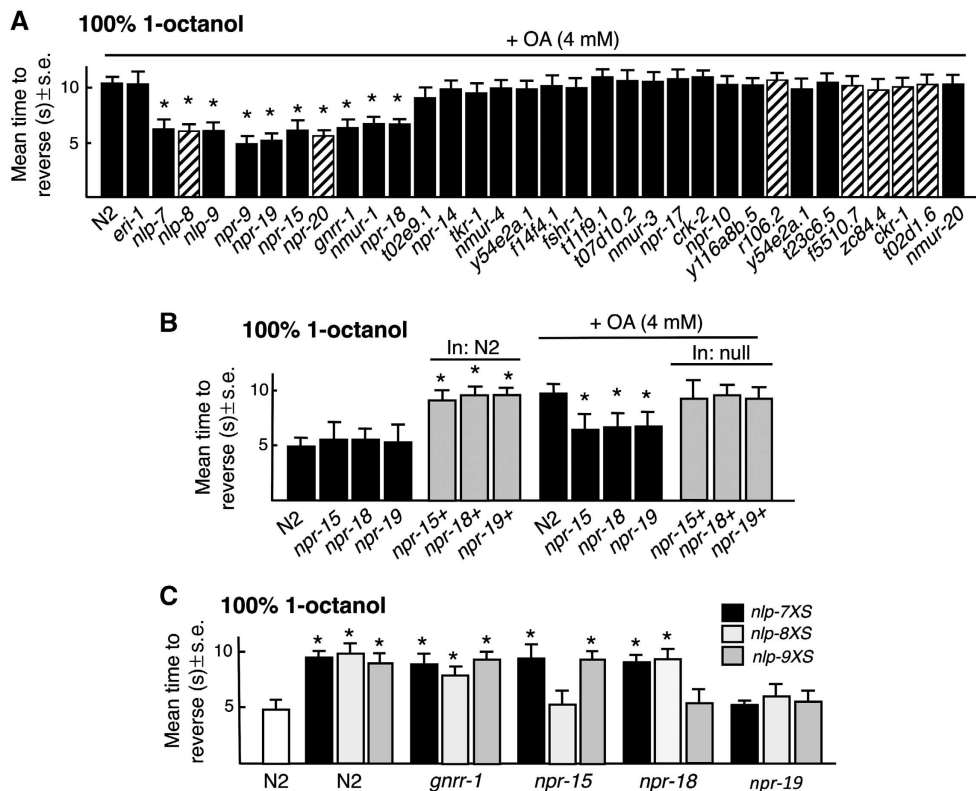 A
100% 1-octanol
+ OA (4 mM)
Mean time to
reverse (s)±s.e.
10
5
* * * * * * * * * *
N2 eri-1 nlp-7 nlp-8 nlp-9 npr-9 npr-19 npr-15 npr-20 gnrr-1 nmur-1 npr-18 t02e9.1 npr-14 tkr-1 nmur-4 y54e2a.1 f14f4.1 fshr-1 t11f9.1 t07d10.2 nmur-3 npr-17 crk-2 npr-10 y116a8b.5 r106.2 y54e2a.1 t23c6.5 f5510.7 zc84.4 ckr-1 t02d1.6 nmur-20
B
100% 1-octanol
+ OA (4 mM)
In: N2
In: null
Mean time to
reverse (s)±s.e.
10
5
* * * * * *
N2 npr-15 npr-18 npr-19 npr-15+ npr-18+ npr-19+ N2 npr-15 npr-18 npr-19 npr-15+ npr-18+ npr-19+
C
100% 1-octanol
nlp-7XS
nlp-8XS
nlp-9XS
Mean time to
reverse (s)±s.e.
10
5
* * * * * * * * * *
N2 N2 gnrr-1 npr-15 npr-18 npr-19